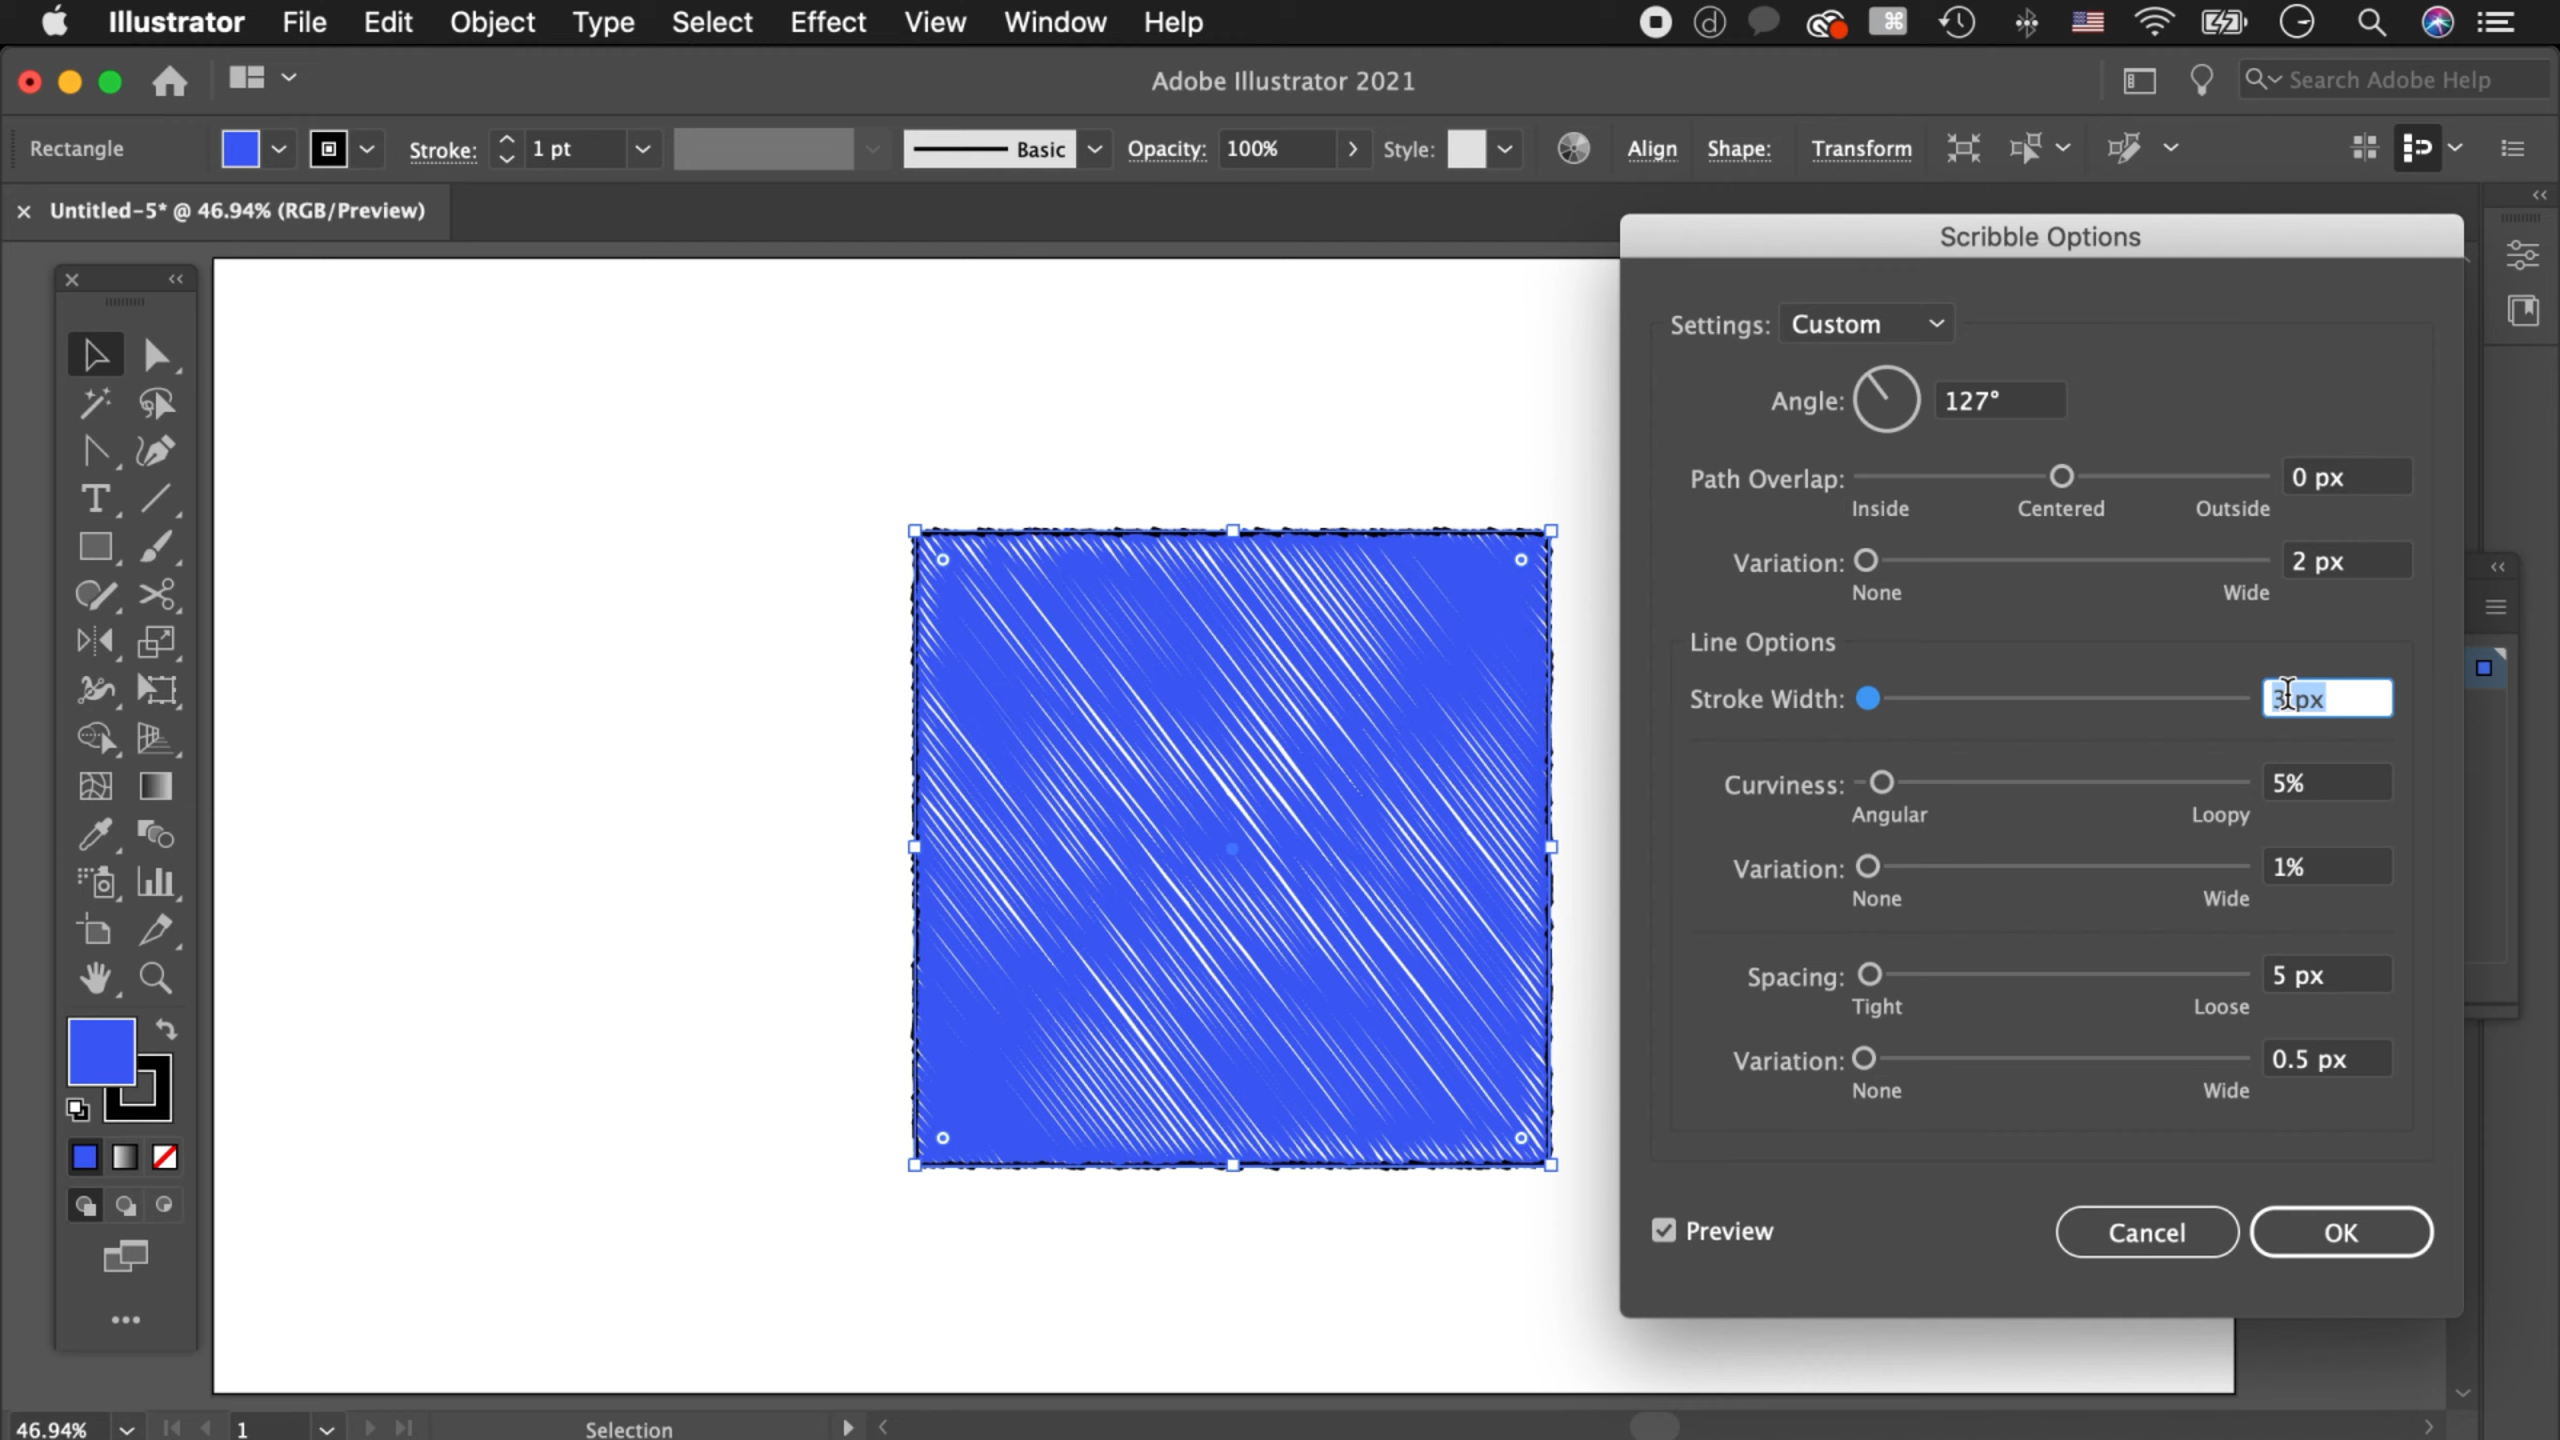 Illustrator File Edit Object Type Select Effect View Window Help
Adobe Illustrator 2021
Search Adobe Help
Rectangle Stroke: 1 pt Basic Opacity: 100% Style: Align Shape: Transform
Untitled-5* @ 46.94% (RGB/Preview)
Scribble Options
Settings: Custom
Angle: 127°
Path Overlap: 0 px
Inside Centered Outside
Variation: 2 px
None Wide
Line Options
Stroke Width: 3 px
Curviness: 5%
Angular Loopy
Variation: 1%
None Wide
Spacing: 5 px
Tight Loose
Variation: 0.5 px
None Wide
Preview Cancel OK
46.94% 1 Selection